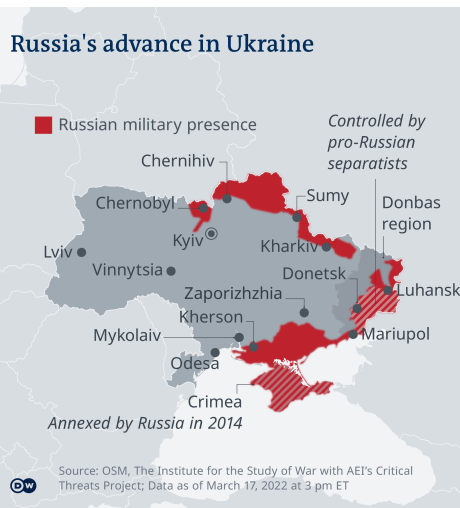 Russia's advance in Ukraine
Russian military presence
Controlled by
pro-Russian
separatists
Chernihiv
Chernobyl
Sumy
Donbas
region
Kyiv
Kharkiv
Lviv
Vinnytsia
Donetsk
Luhansk
Zaporizhzhia
Kherson
Mykolaiv
Mariupol
Odesa
Crimea
Annexed by Russia in 2014
Source: OSM, The Institute for the Study of War with AEI's Critical
Threats Project; Data as of March 17, 2022 at 3 pm ET
DW